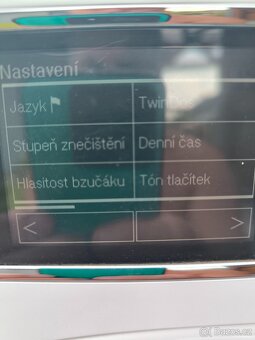 Nastavení
Jazyk
TwinDos
Stupeň znečištění
Denní čas
Hlasitost bzučáku
Tón tlačítek
<
>
Bazos.cz